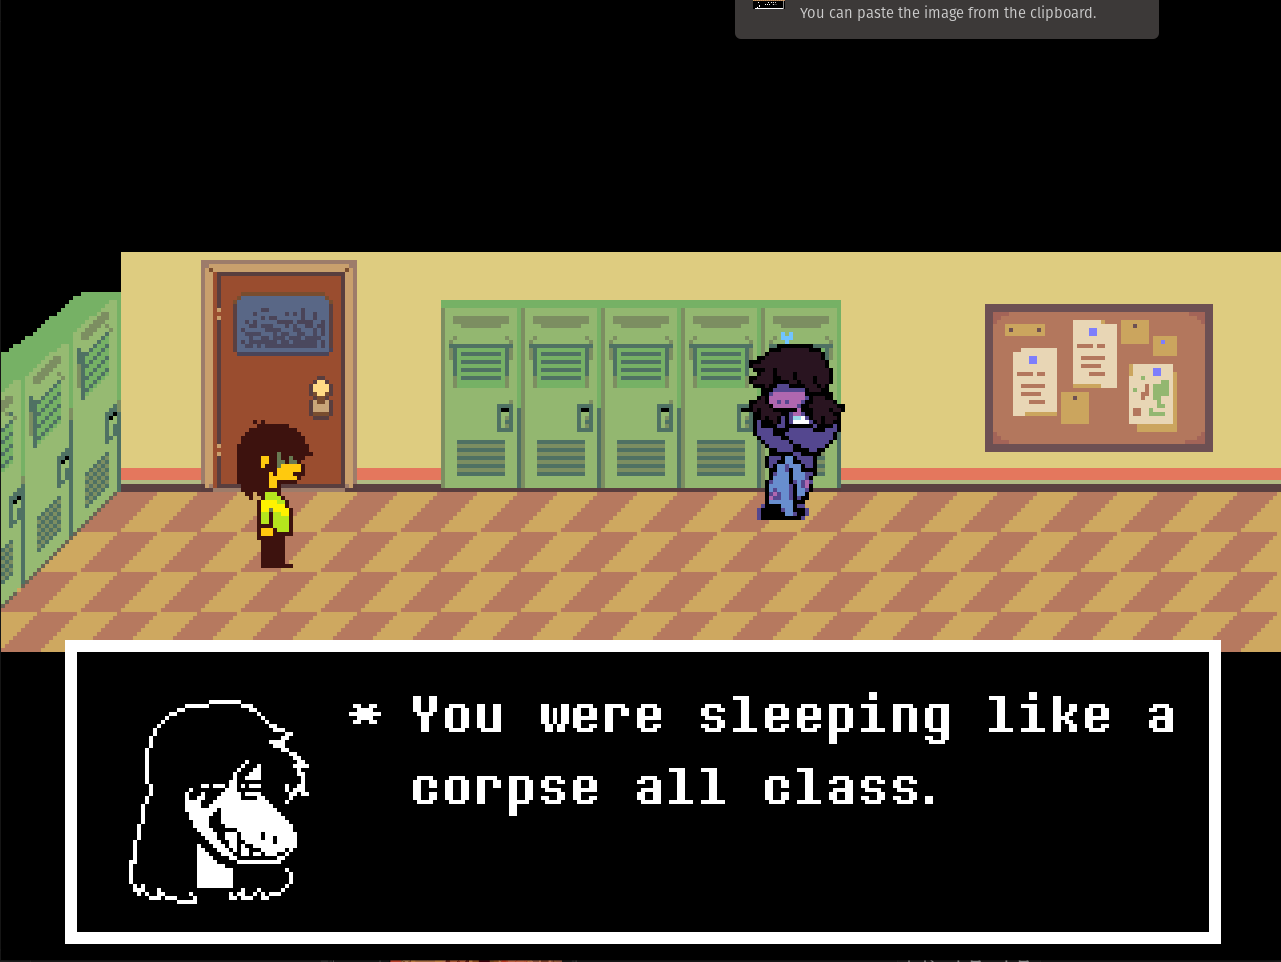 You can paste the image from the clipboard.
* You were sleeping like a
corpse all class.